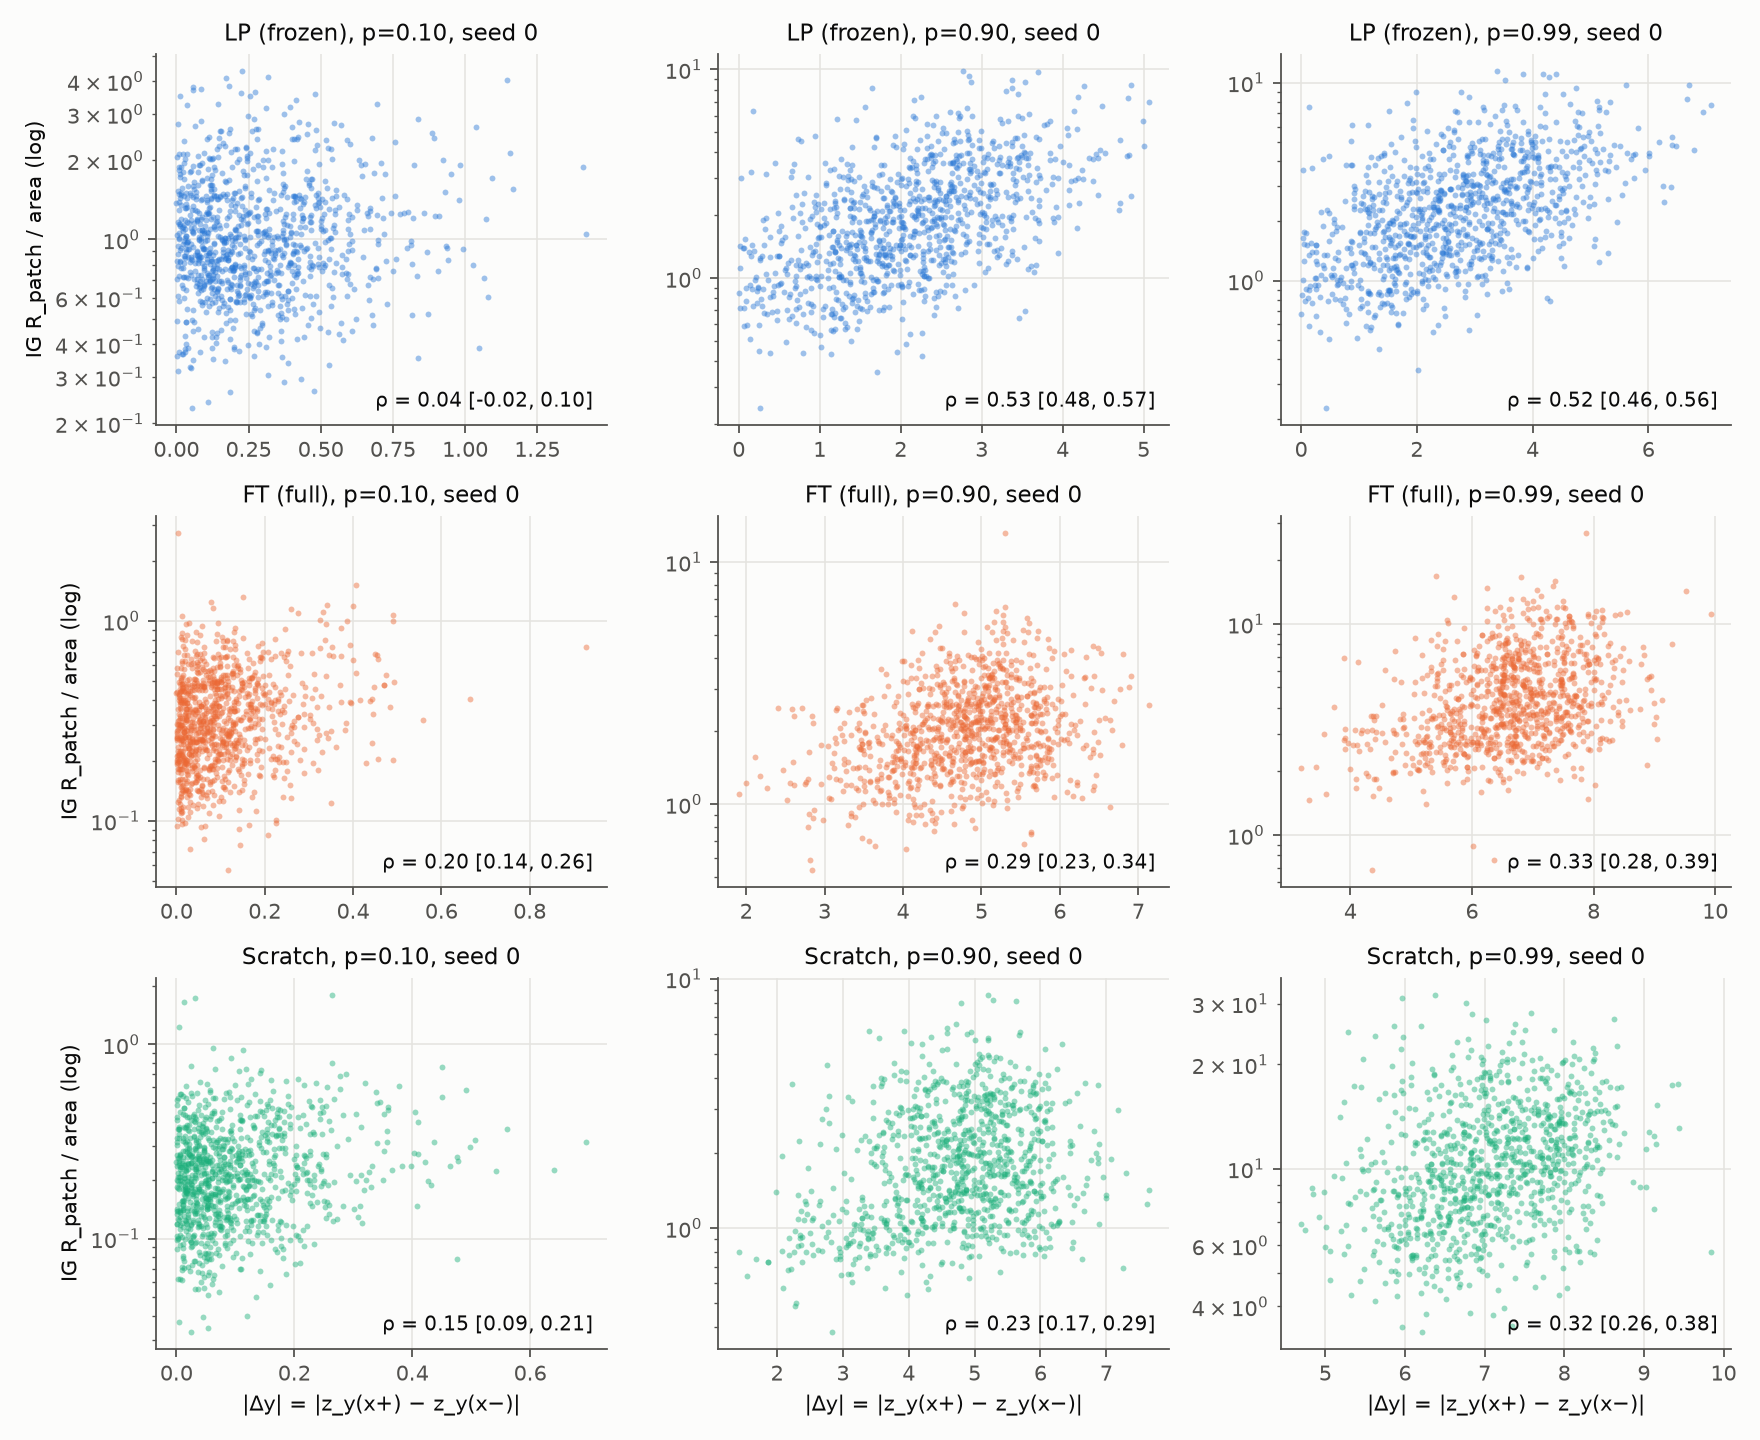 LP (frozen), p=0.10, seed 0
LP (frozen), p=0.90, seed 0
LP (frozen), p=0.99, seed 0
IG R_patch / area (log)
4 × 10⁰
3 × 10⁰
2 × 10⁰
10⁰
6 × 10⁻¹
4 × 10⁻¹
3 × 10⁻¹
2 × 10⁻¹
10¹
10⁰
10¹
10⁰
ρ = 0.04 [-0.02, 0.10]
ρ = 0.53 [0.48, 0.57]
ρ = 0.52 [0.46, 0.56]
0.00 0.25 0.50 0.75 1.00 1.25
0 1 2 3 4 5
0 2 4 6
FT (full), p=0.10, seed 0
FT (full), p=0.90, seed 0
FT (full), p=0.99, seed 0
IG R_patch / area (log)
10⁰
10⁻¹
10¹
10⁰
10¹
10⁰
ρ = 0.20 [0.14, 0.26]
ρ = 0.29 [0.23, 0.34]
ρ = 0.33 [0.28, 0.39]
0.0 0.2 0.4 0.6 0.8
2 3 4 5 6 7
4 6 8 10
Scratch, p=0.10, seed 0
Scratch, p=0.90, seed 0
Scratch, p=0.99, seed 0
IG R_patch / area (log)
10⁰
10⁻¹
10¹
10⁰
3 × 10¹
2 × 10¹
10¹
6 × 10⁰
4 × 10⁰
ρ = 0.15 [0.09, 0.21]
ρ = 0.23 [0.17, 0.29]
ρ = 0.32 [0.26, 0.38]
0.0 0.2 0.4 0.6
2 3 4 5 6 7
5 6 7 8 9 10
|Δy| = |z_y(x+) − z_y(x−)|
|Δy| = |z_y(x+) − z_y(x−)|
|Δy| = |z_y(x+) − z_y(x−)|